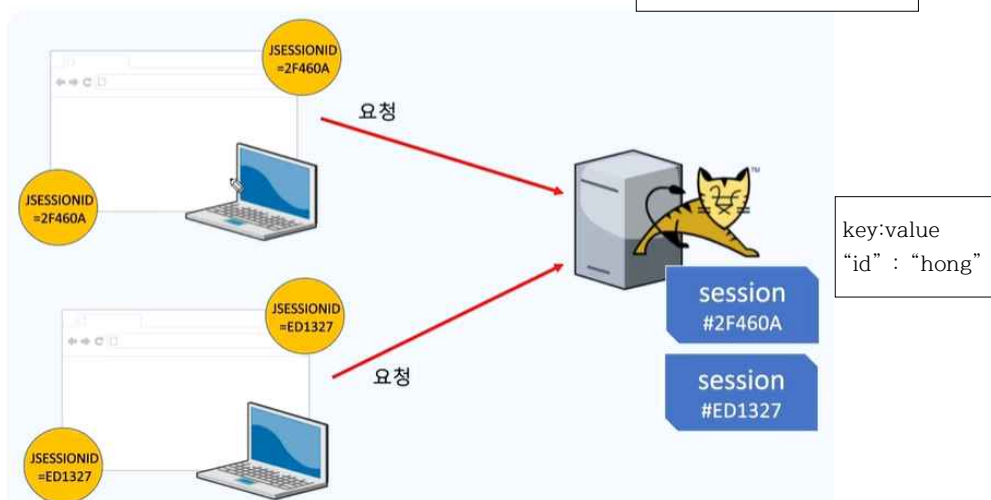 JSESSIONID
=2F460A
요청
JSESSIONID
=2F460A
TM
key:value
“id” : “hong”
session
#2F460A
JSESSIONID
=ED1327
요청
session
#ED1327
JSESSIONID
=ED1327